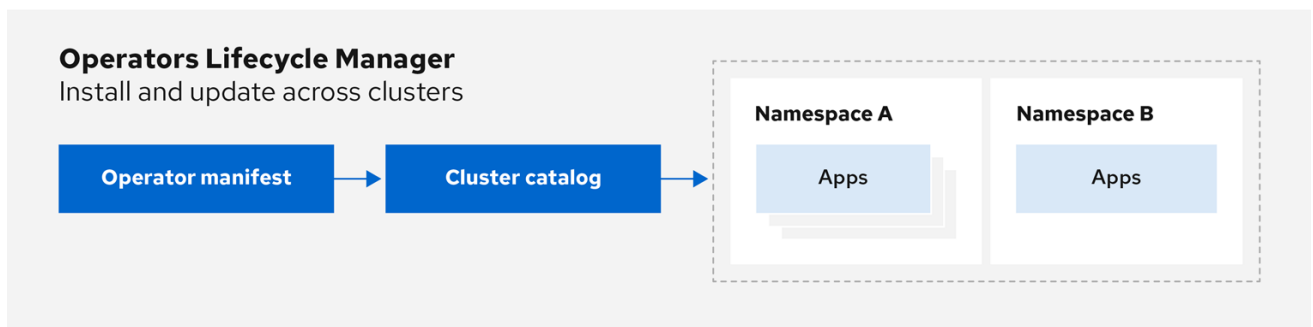 Operators Lifecycle Manager
Install and update across clusters
Operator manifest
Cluster catalog
Namespace A
Apps
Namespace B
Apps